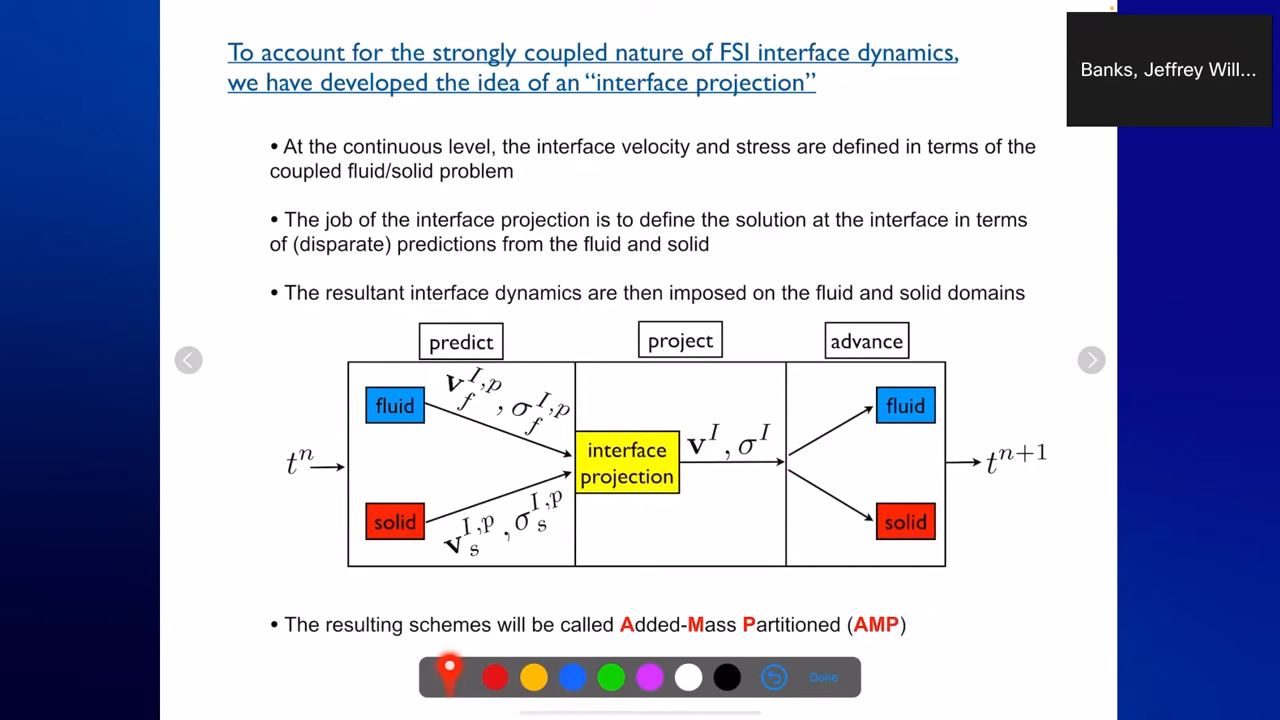 To account for the strongly coupled nature of FSI interface dynamics,
we have developed the idea of an “interface projection”
Banks, Jeffrey Will...
• At the continuous level, the interface velocity and stress are defined in terms of the
coupled fluid/solid problem
• The job of the interface projection is to define the solution at the interface in terms
of (disparate) predictions from the fluid and solid
• The resultant interface dynamics are then imposed on the fluid and solid domains
predict
project
advance
fluid
v_f^{I,p}, σ_f^{I,p}
fluid
t^n
interface
projection
v^I, σ^I
t^{n+1}
solid
v_s^{I,p}, σ_s^{I,p}
solid
• The resulting schemes will be called Added-Mass Partitioned (AMP)
Done